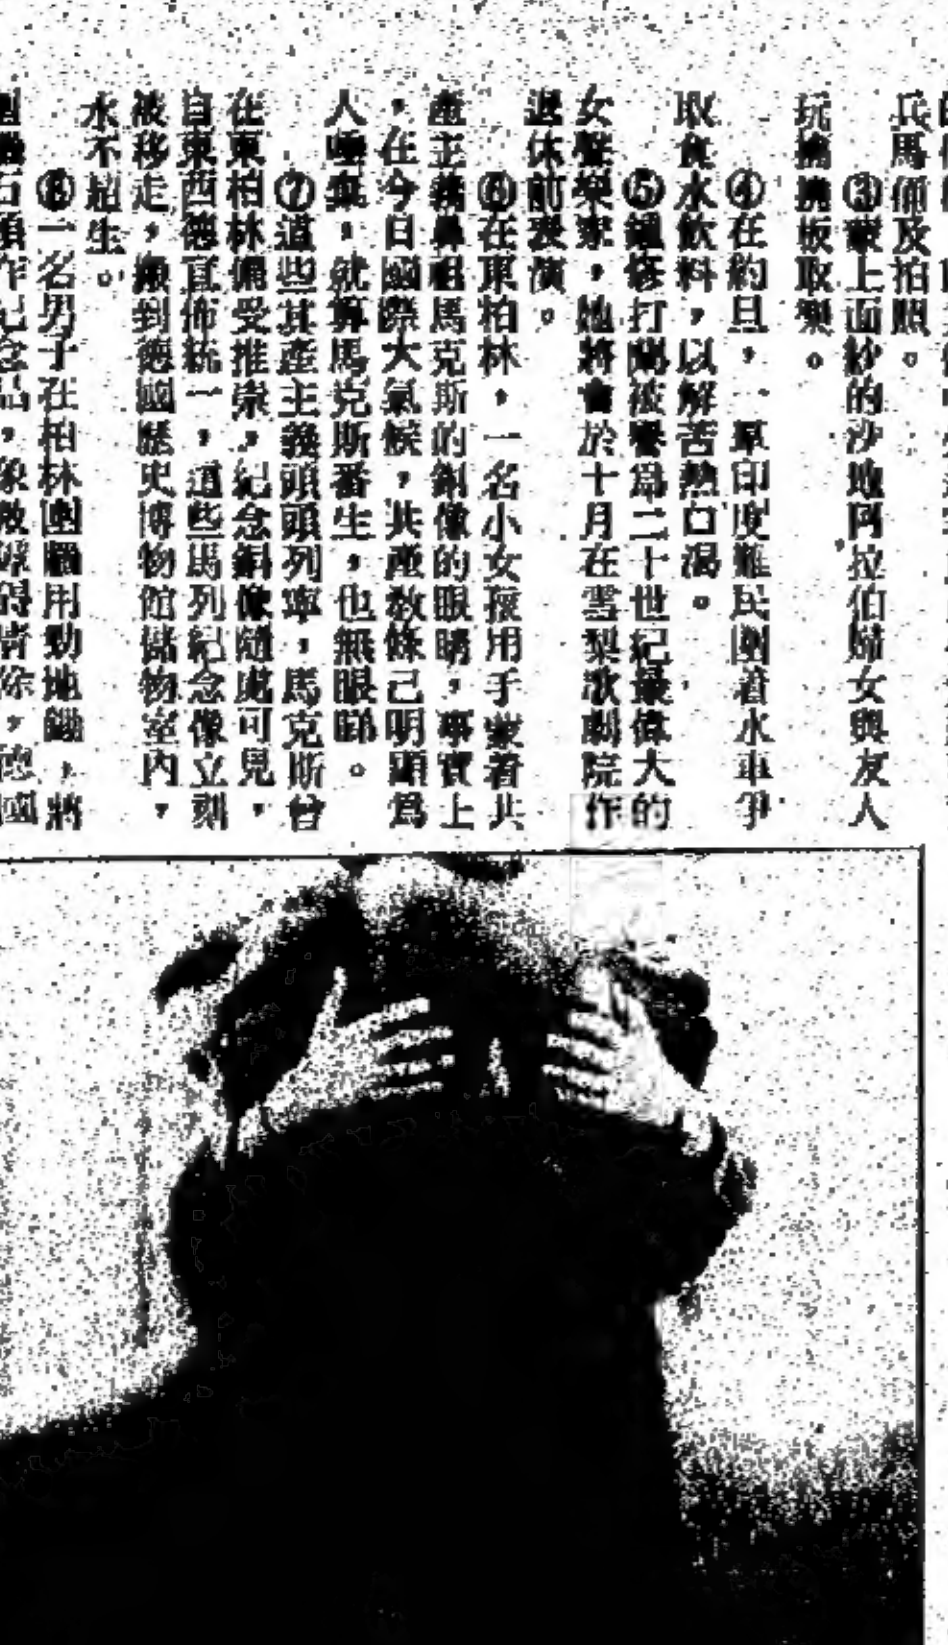 兵馬俑及拍照。
③蒙上面紗的沙地阿拉伯婦女與友人
玩擒撓板取樂。
④在約旦，一羣印度難民圍着水車爭
取食水飲料，以解苦熱口渴。
⑤鍾修打蘭被譽為二十世紀最偉大的
女聲樂家，她將會於十月在雪梨歌劇院作
退休前表演。
⑥在東柏林，一名小女孩用手蒙着共
產主義鼻祖馬克斯的銅像的眼睛，事實上
，在今日國際大氣候，共產教條已明顯為
人唾棄，就算馬克斯番生，也無眼睇。
⑦這些共產主義頭頭列寧，馬克斯曾
在東柏林備受推崇，紀念銅像隨處可見，
自東西德宣佈統一，這些馬列紀念像立刻
被移走，搬到德國歷史博物館儲物室內，
永不超生。
⑧一名男子在柏林圍牆用勁地鋤，將
石頭作紀念品，象徵障碍清除，德國